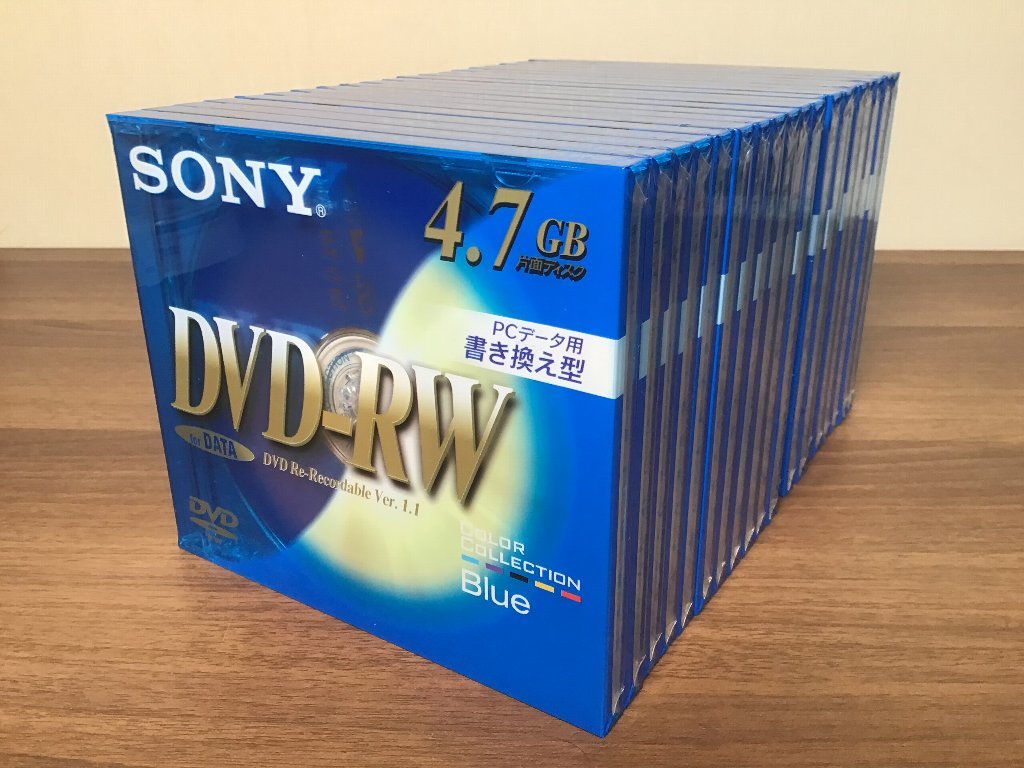 SONY®
4.7 GB
片面ディスク
PCデータ用
書き換え型
DVD-RW
for DATA
DVD Re-Recordable Ver. 1.1
DVD
COLOR
COLLECTION
Blue